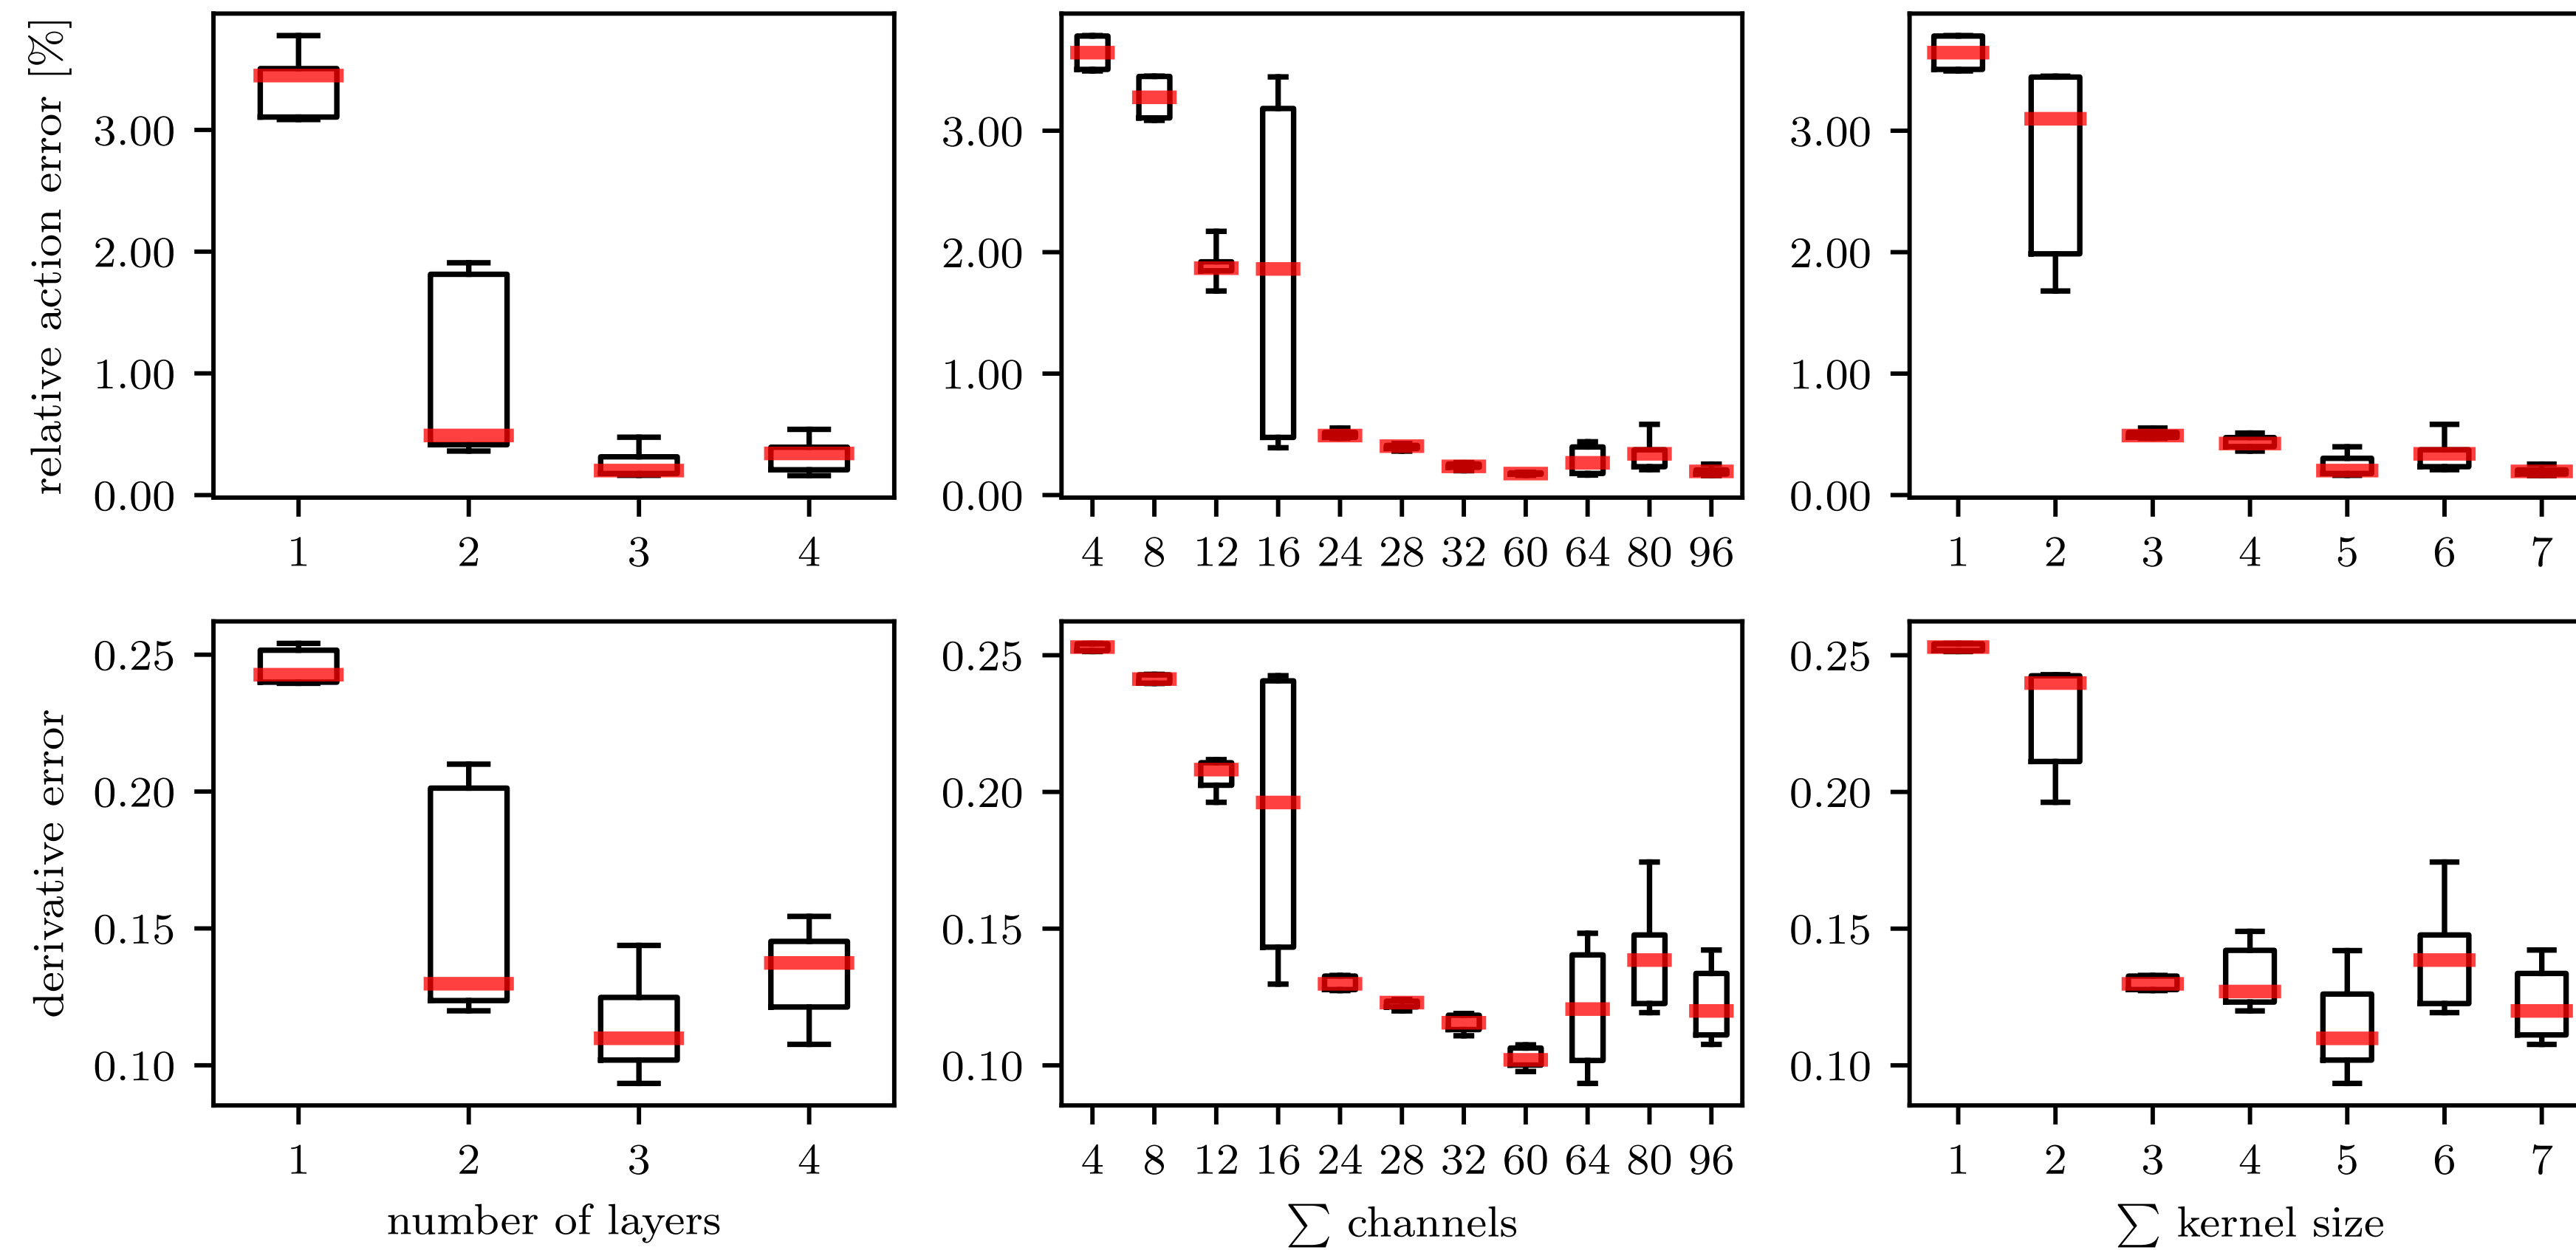 relative action error [%]
3.00
2.00
1.00
0.00
1 2 3 4
3.00
2.00
1.00
0.00
4 8 12 16 24 28 32 60 64 80 96
3.00
2.00
1.00
0.00
1 2 3 4 5 6 7
derivative error
0.25
0.20
0.15
0.10
1 2 3 4
number of layers
0.25
0.20
0.15
0.10
4 8 12 16 24 28 32 60 64 80 96
∑ channels
0.25
0.20
0.15
0.10
1 2 3 4 5 6 7
∑ kernel size